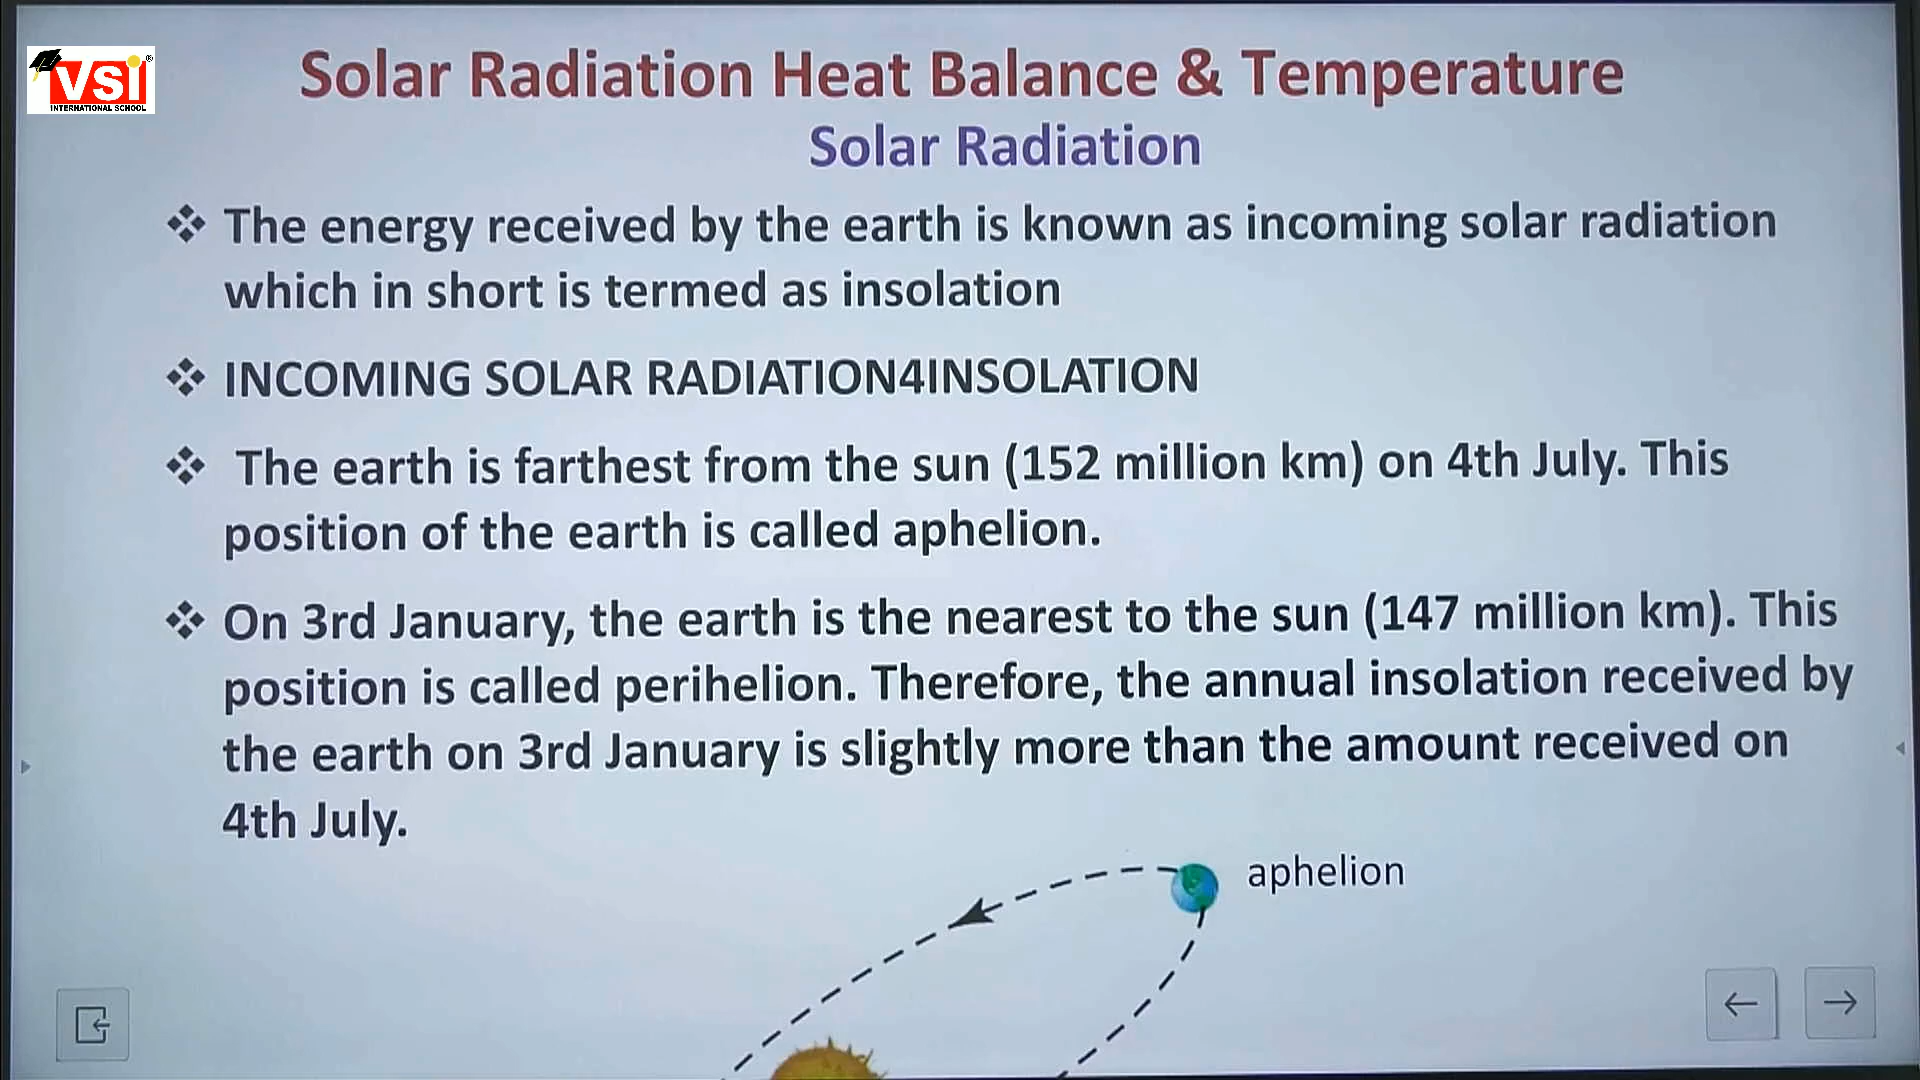 VSI®
INTERNATIONAL SCHOOL
Solar Radiation Heat Balance & Temperature
Solar Radiation
❖ The energy received by the earth is known as incoming solar radiation
which in short is termed as insolation
❖ INCOMING SOLAR RADIATION4INSOLATION
❖ The earth is farthest from the sun (152 million km) on 4th July. This
position of the earth is called aphelion.
❖ On 3rd January, the earth is the nearest to the sun (147 million km). This
position is called perihelion. Therefore, the annual insolation received by
the earth on 3rd January is slightly more than the amount received on
4th July.
aphelion